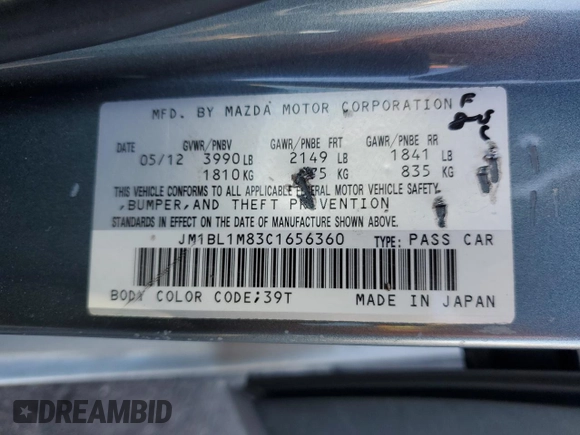 MFD. BY MAZDA MOTOR CORPORATION F
DATE GVWR/PNBV GAWR/PNBE FRT GAWR/PNBE RR
05/12 3990 LB 2149 LB 1841 LB
1810 KG 5 KG 835 KG
THIS VEHICLE CONFORMS TO ALL APPLICABLE MOTOR VEHICLE SAFETY
,BUMPER,AND THEFT PREVENTION
STANDARDS IN EFFECT ON THE DATE OF MANUFACTURE SHOWN ABOVE.
JM1BL1M83C1656360 TYPE: PASS CAR
BODY COLOR CODE;39T MADE IN JAPAN
DREAMBID